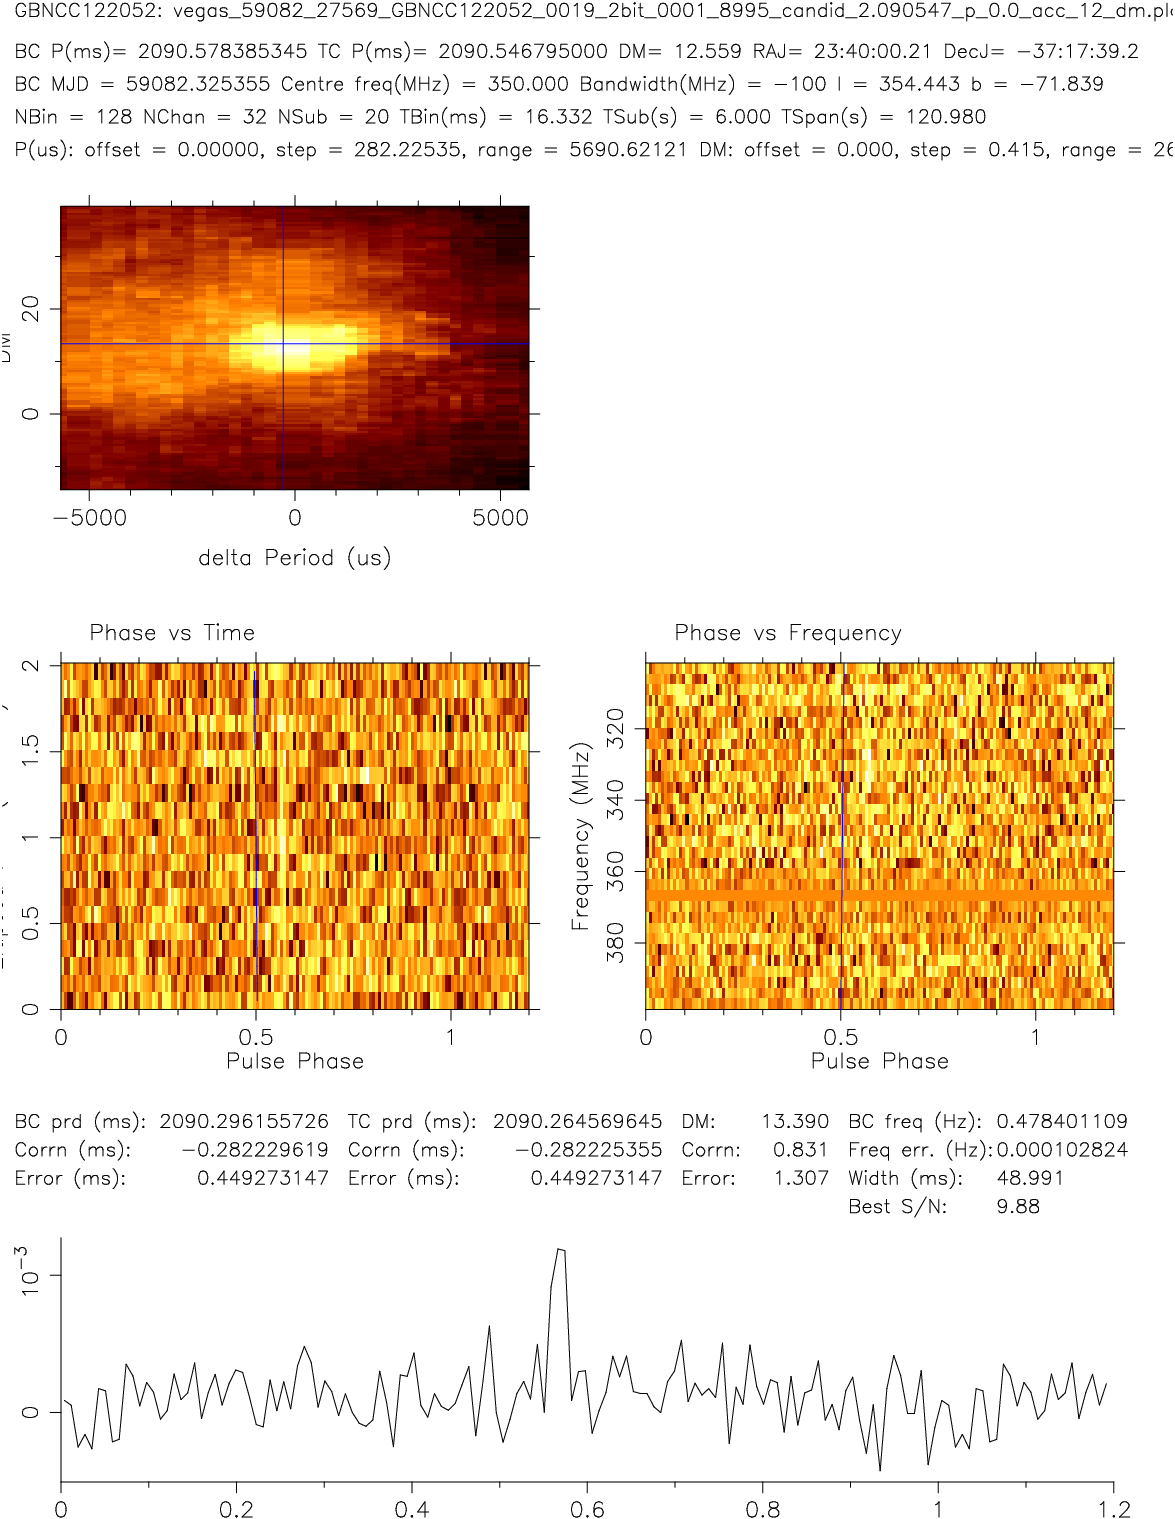 GBNCC122052: vegas_59082_27569_GBNCC122052_0019_2bit_0001_8995_candid_2.090547_p_0.0_acc_12_dm.
BC P(ms)= 2090.578385345 TC P(ms)= 2090.546795000 DM= 12.559 RAJ= 23:40:00.21 DecJ= −37:17:39.2
BC MJD = 59082.325355 Centre freq(MHz) = 350.000 Bandwidth(MHz) = −100 l = 354.443 b = −71.839
NBin = 128 NChan = 32 NSub = 20 TBin(ms) = 16.332 TSub(s) = 6.000 TSpan(s) = 120.980
P(us): offset = 0.00000, step = 282.22535, range = 5690.62121 DM: offset = 0.000, step = 0.415, range = 26
DM
20
0
−5000 0 5000
delta Period (us)
Phase vs Time
2
1.5
1
0.5
0
0 0.5 1
Pulse Phase
Phase vs Frequency
Frequency (MHz)
320
340
360
380
0 0.5 1
Pulse Phase
BC prd (ms): 2090.296155726 TC prd (ms): 2090.264569645 DM: 13.390 BC freq (Hz): 0.478401109
Corrn (ms): −0.282229619 Corrn (ms): −0.282225355 Corrn: 0.831 Freq err. (Hz): 0.000102824
Error (ms): 0.449273147 Error (ms): 0.449273147 Error: 1.307 Width (ms): 48.991
Best S/N: 9.88
10−3
0
0 0.2 0.4 0.6 0.8 1 1.2